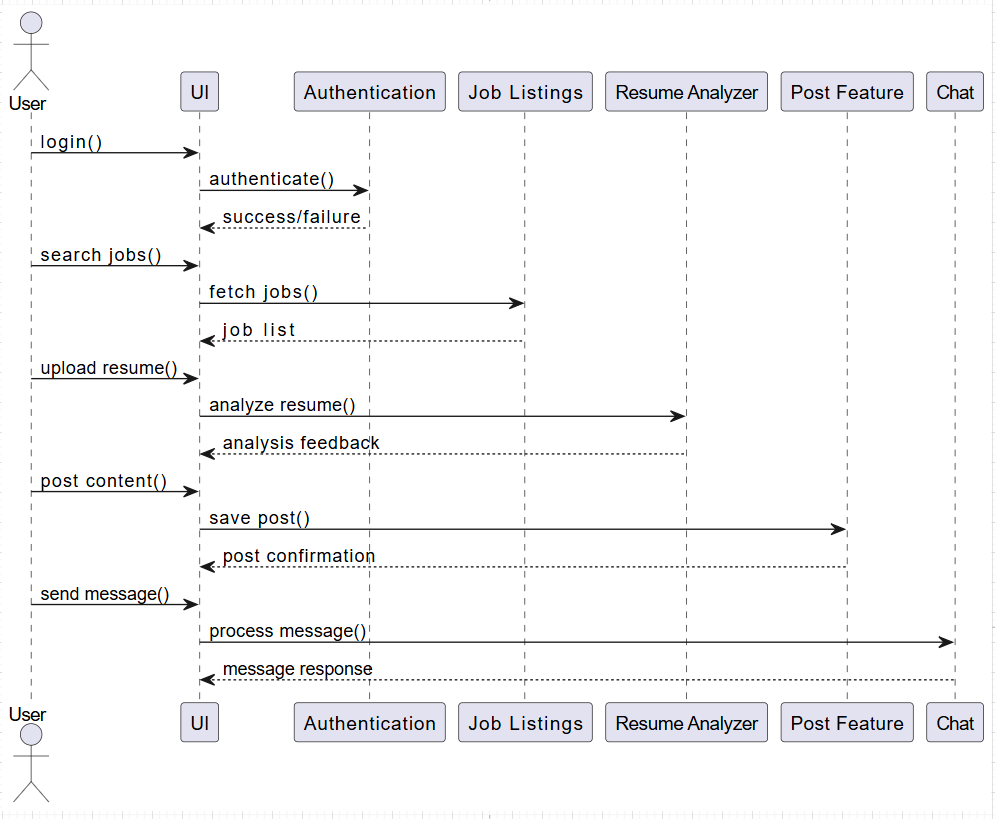 User
UI
Authentication
Job Listings
Resume Analyzer
Post Feature
Chat
login()
authenticate()
success/failure
search jobs()
fetch jobs()
job list
upload resume()
analyze resume()
analysis feedback
post content()
save post()
post confirmation
send message()
process message()
message response
User
UI
Authentication
Job Listings
Resume Analyzer
Post Feature
Chat